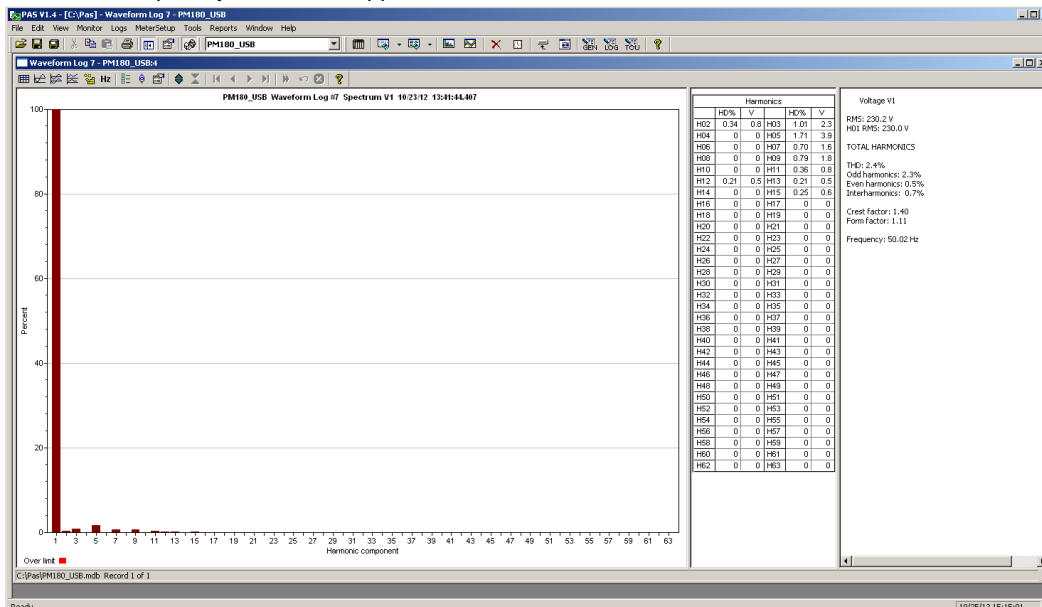 PAS V1.4 - [C:\Pas] - Waveform Log 7 - PM180_USB
File Edit View Monitor Logs MeterSetup Tools Reports Window Help
PM180_USB
GEN LOG TOU
Waveform Log 7 - PM180_USB:4
Hz
PM180_USB Waveform Log #7 Spectrum V1 10/23/12 13:41:44.407
100
80
60
40
20
0
Percent
1 3 5 7 9 11 13 15 17 19 21 23 25 27 29 31 33 35 37 39 41 43 45 47 49 51 53 55 57 59 61 63
Harmonic component
Over limit
Harmonics
HD% V HD% V
H02 0.34 0.8 H03 1.01 2.3
H04 0 0 H05 1.71 3.9
H06 0 0 H07 0.70 1.6
H08 0 0 H09 0.79 1.8
H10 0 0 H11 0.36 0.8
H12 0.21 0.5 H13 0.21 0.5
H14 0 0 H15 0.25 0.6
H16 0 0 H17 0 0
H18 0 0 H19 0 0
H20 0 0 H21 0 0
H22 0 0 H23 0 0
H24 0 0 H25 0 0
H26 0 0 H27 0 0
H28 0 0 H29 0 0
H30 0 0 H31 0 0
H32 0 0 H33 0 0
H34 0 0 H35 0 0
H36 0 0 H37 0 0
H38 0 0 H39 0 0
H40 0 0 H41 0 0
H42 0 0 H43 0 0
H44 0 0 H45 0 0
H46 0 0 H47 0 0
H48 0 0 H49 0 0
H50 0 0 H51 0 0
H52 0 0 H53 0 0
H54 0 0 H55 0 0
H56 0 0 H57 0 0
H58 0 0 H59 0 0
H60 0 0 H61 0 0
H62 0 0 H63 0 0
Voltage V1
RMS: 230.2 V
H01 RMS: 230.0 V
TOTAL HARMONICS
THD: 2.4%
Odd harmonics: 2.3%
Even harmonics: 0.5%
Interharmonics: 0.7%
Crest factor: 1.40
Form factor: 1.11
Frequency: 50.02 Hz
C:\Pas\PM180_USB.mdb Record 1 of 1